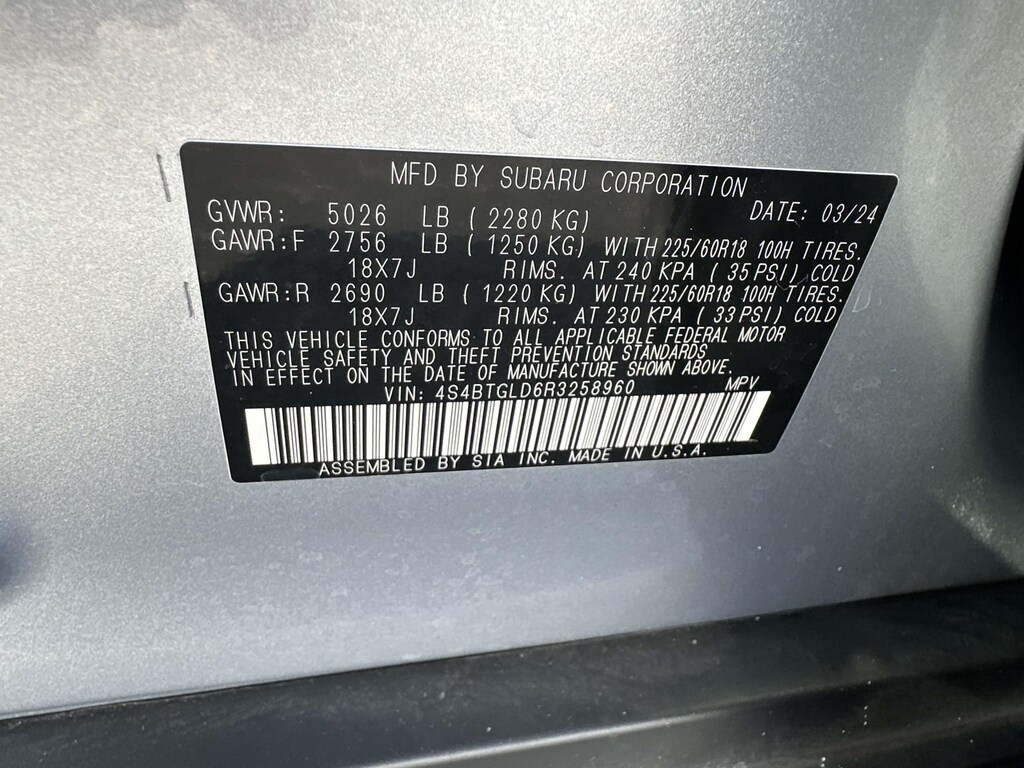 MFD BY SUBARU CORPORATION
GVWR: 5026 LB ( 2280 KG) DATE: 03/24
GAWR:F 2756 LB ( 1250 KG) WITH 225/60R18 100H TIRES.
18X7J RIMS. AT 240 KPA ( 35 PSI) COLD
GAWR:R 2690 LB ( 1220 KG) WITH 225/60R18 100H TIRES.
18X7J RIMS. AT 230 KPA ( 33 PSI) COLD
THIS VEHICLE CONFORMS TO ALL APPLICABLE FEDERAL MOTOR
VEHICLE SAFETY AND THEFT PREVENTION STANDARDS
IN EFFECT ON THE DATE OF MANUFACTURE SHOWN ABOVE.
VIN: 4S4BTGLD6R3258960 MPV
ASSEMBLED BY SIA INC. MADE IN U.S.A.